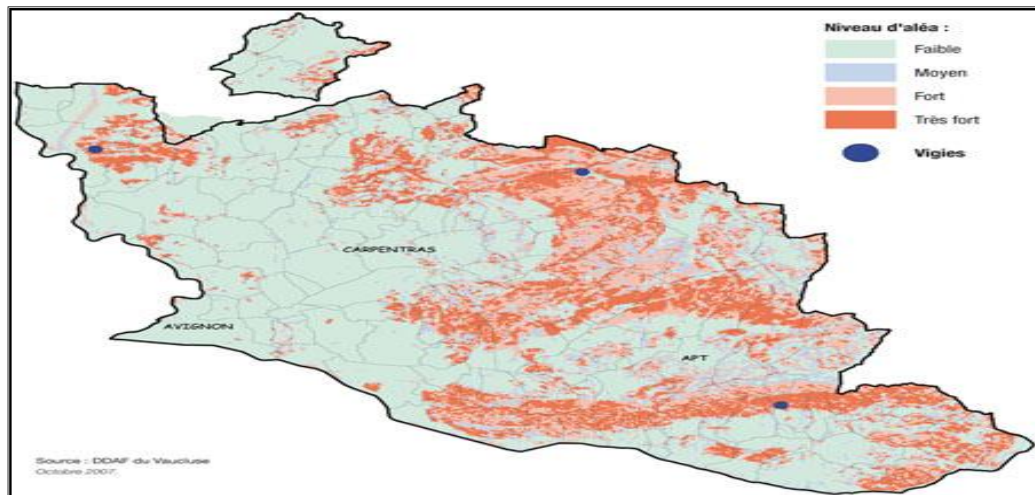 Niveau d'aléa :
Faible
Moyen
Fort
Très fort
Vigies
CARPENTRAS
AVIGNON
APT
Source : DDAF du Vaucluse
Octobre 2007.